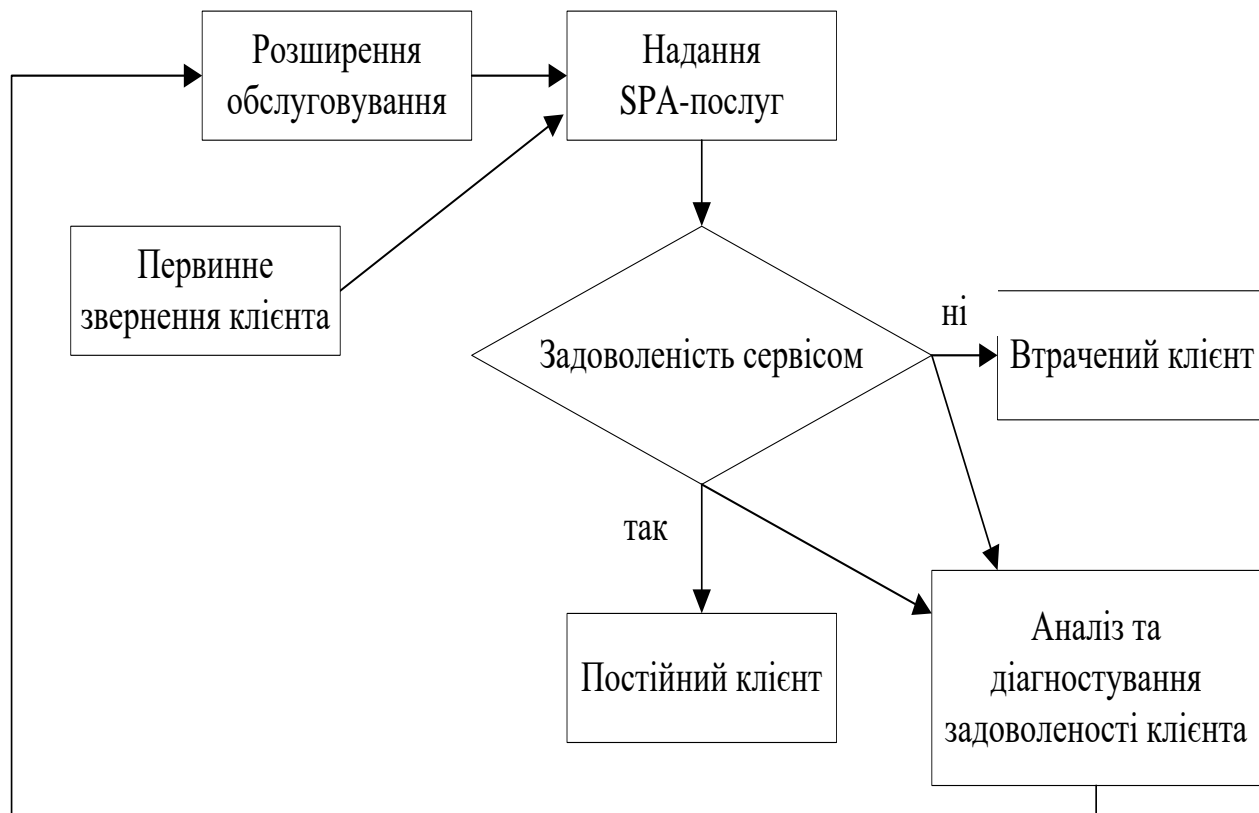 Розширення
обслуговування
Надання
SPA-послуг
Первинне
звернення клієнта
Задоволеність сервісом
ні
Втрачений клієнт
так
Постійний клієнт
Аналіз та
діагностування
задоволеності клієнта